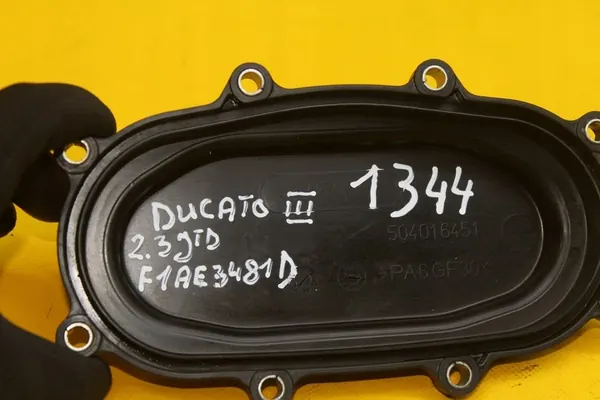 DUCATO III 1344
2.3JTD
F1AE3481D
504016451
>PA6GF30<